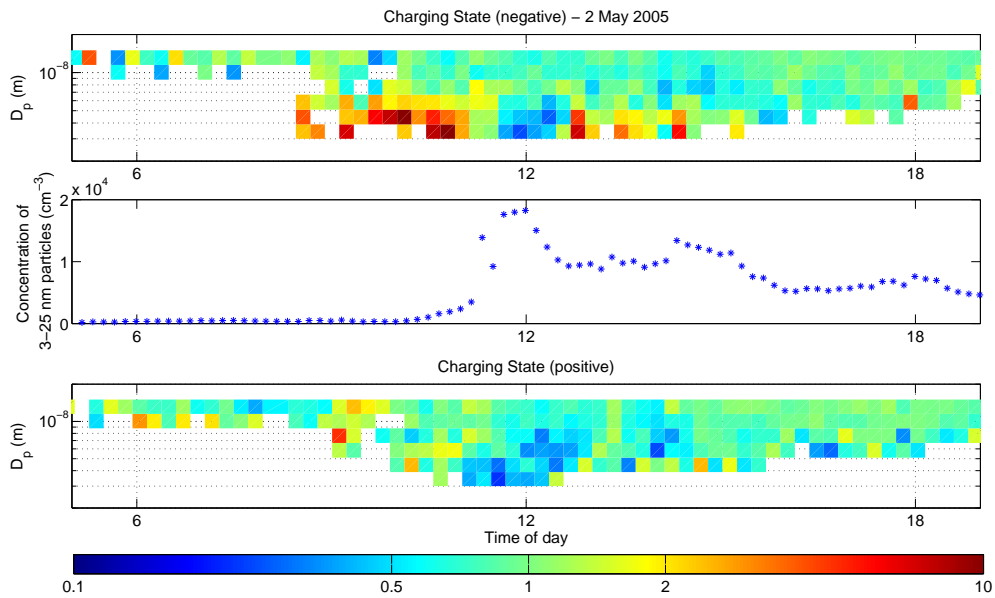 Charging State (negative) – 2 May 2005
10⁻⁸
D_p (m)
6
12
18
x 10⁴
2
1
0
Concentration of
3−25 nm particles (cm⁻³)
6
12
18
Charging State (positive)
10⁻⁸
D_p (m)
6
12
18
Time of day
0.1
0.5
1
2
10